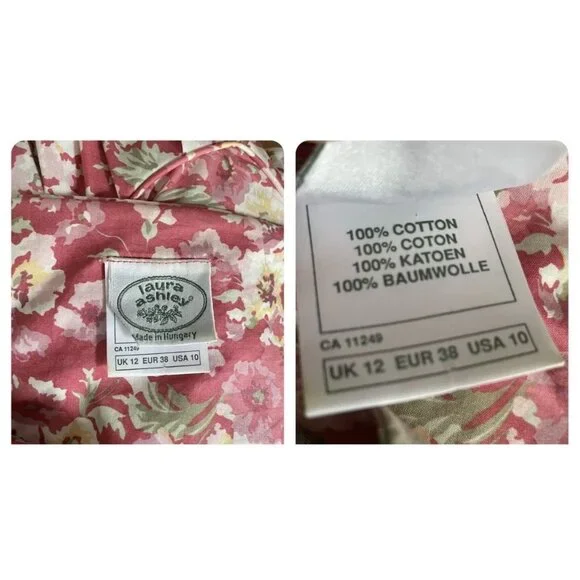 laura
ashley
Made in Hungary
CA 11249
UK 12 EUR 38 USA 10
100% COTTON
100% COTON
100% KATOEN
100% BAUMWOLLE
CA 11249
UK 12 EUR 38 USA 10